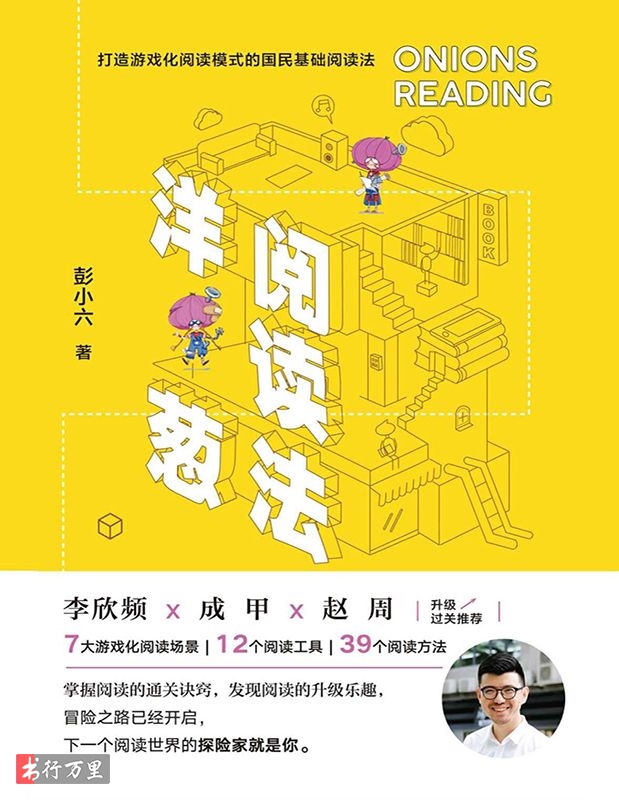 打造游戏化阅读模式的国民基础阅读法
ONIONS
READING
洋葱
阅读法
BOOK
彭小六 著
李欣频 x 成甲 x 赵周 | 升级过关推荐 |
7大游戏化阅读场景 | 12个阅读工具 | 39个阅读方法
掌握阅读的通关诀窍，发现阅读的升级乐趣，
冒险之路已经开启，
下一个阅读世界的探险家就是你。
书行万里